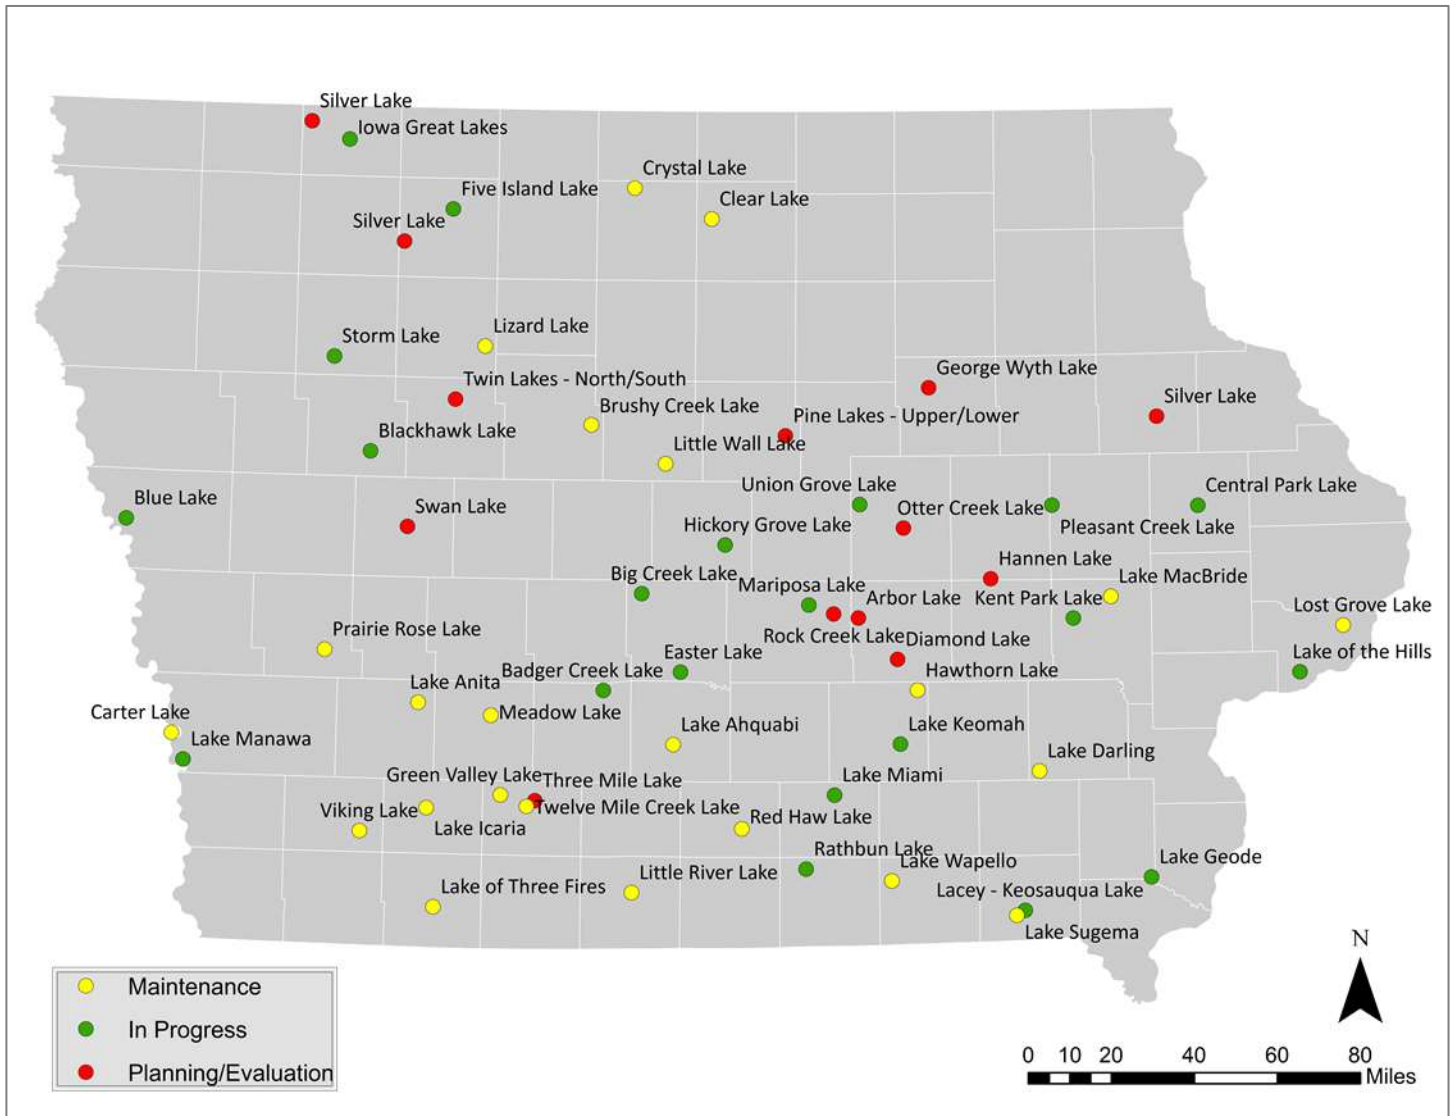 Silver Lake
Iowa Great Lakes
Crystal Lake
Five Island Lake
Clear Lake
Silver Lake
Lizard Lake
Storm Lake
George Wyth Lake
Twin Lakes - North/South
Silver Lake
Brushy Creek Lake
Pine Lakes - Upper/Lower
Blackhawk Lake
Little Wall Lake
Union Grove Lake
Central Park Lake
Blue Lake
Swan Lake
Otter Creek Lake
Hickory Grove Lake
Pleasant Creek Lake
Hannen Lake
Big Creek Lake
Lake MacBride
Mariposa Lake
Arbor Lake
Kent Park Lake
Lost Grove Lake
Prairie Rose Lake
Rock Creek Lake
Diamond Lake
Easter Lake
Lake of the Hills
Badger Creek Lake
Hawthorn Lake
Lake Anita
Carter Lake
Meadow Lake
Lake Ahquabi
Lake Keomah
Lake Manawa
Lake Darling
Green Valley Lake
Three Mile Lake
Lake Miami
Viking Lake
Twelve Mile Creek Lake
Red Haw Lake
Lake Icaria
Rathbun Lake
Lake Geode
Lake Wapello
Little River Lake
Lake of Three Fires
Lacey - Keosauqua Lake
Lake Sugema
N
Maintenance
In Progress
Planning/Evaluation
0 10 20 40 60 80
Miles